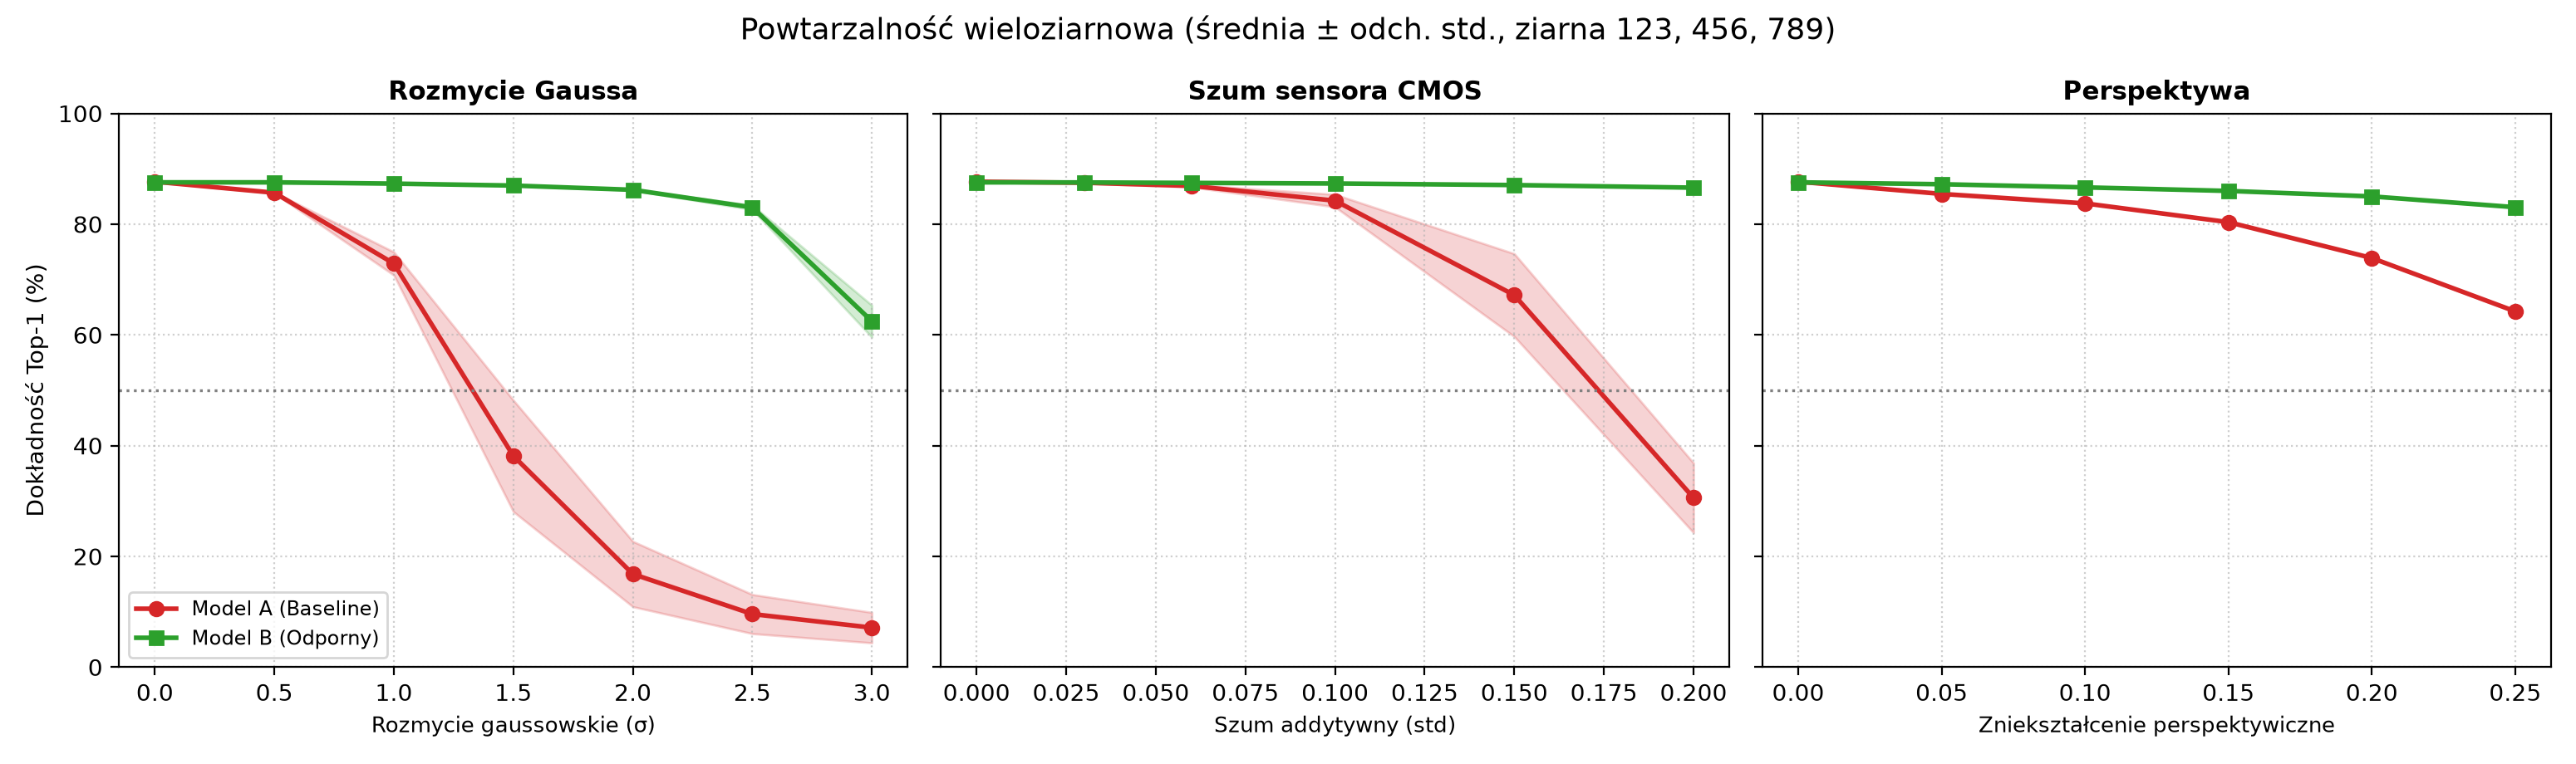 Powtarzalność wieloziarnowa (średnia ± odch. std., ziarna 123, 456, 789)
Rozmycie Gaussa
Szum sensora CMOS
Perspektywa
Dokładność Top-1 (%)
100
80
60
40
20
0
Model A (Baseline)
Model B (Odporny)
0.0 0.5 1.0 1.5 2.0 2.5 3.0
0.000 0.025 0.050 0.075 0.100 0.125 0.150 0.175 0.200
0.00 0.05 0.10 0.15 0.20 0.25
Rozmycie gaussowskie (σ)
Szum addytywny (std)
Zniekształcenie perspektywiczne